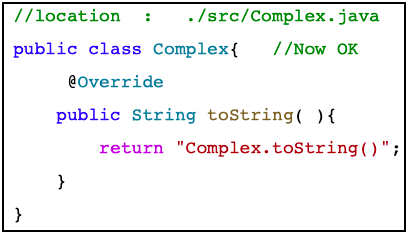 //location  :   ./src/Complex.java
public class Complex{   //Now OK
     @Override
    public String toString( ){
        return "Complex.toString()";
    }
}